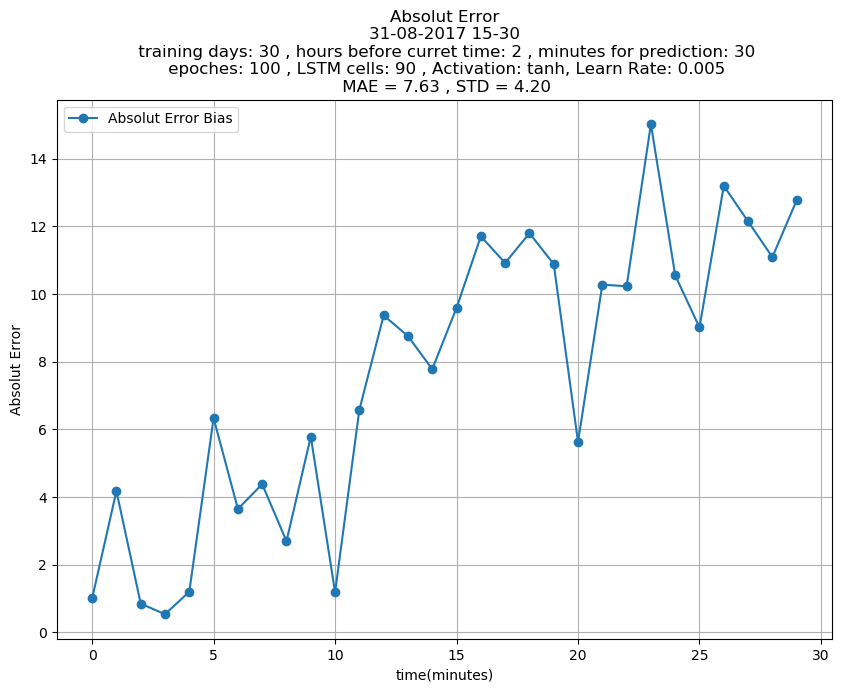 Absolut Error
31-08-2017 15-30
training days: 30 , hours before curret time: 2 , minutes for prediction: 30
epoches: 100 , LSTM cells: 90 , Activation: tanh, Learn Rate: 0.005
MAE = 7.63 , STD = 4.20
Absolut Error Bias
14
12
10
8
6
4
2
0
Absolut Error
0 5 10 15 20 25 30
time(minutes)